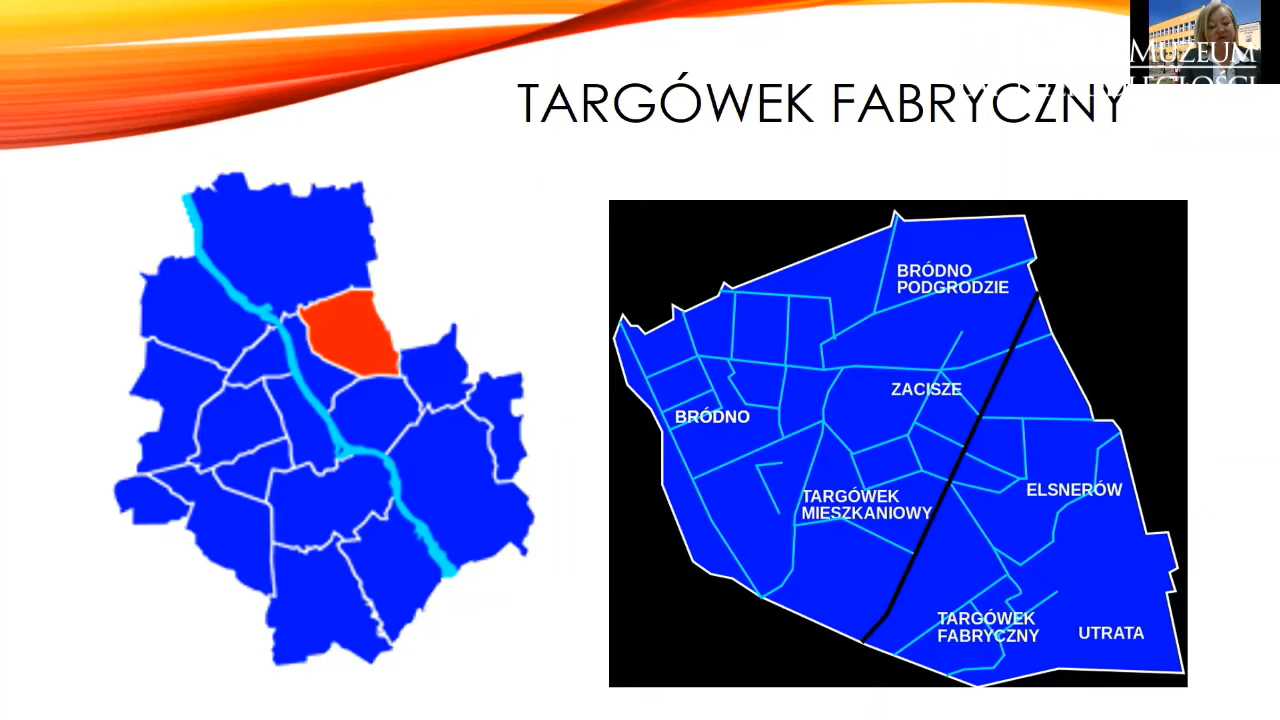 TARGÓWEK FABRYCZNY
MUZEUM
BRÓDNO
PODGRODZIE
ZACISZE
BRÓDNO
TARGÓWEK
MIESZKANIOWY
ELSNERÓW
TARGÓWEK
FABRYCZNY
UTRATA